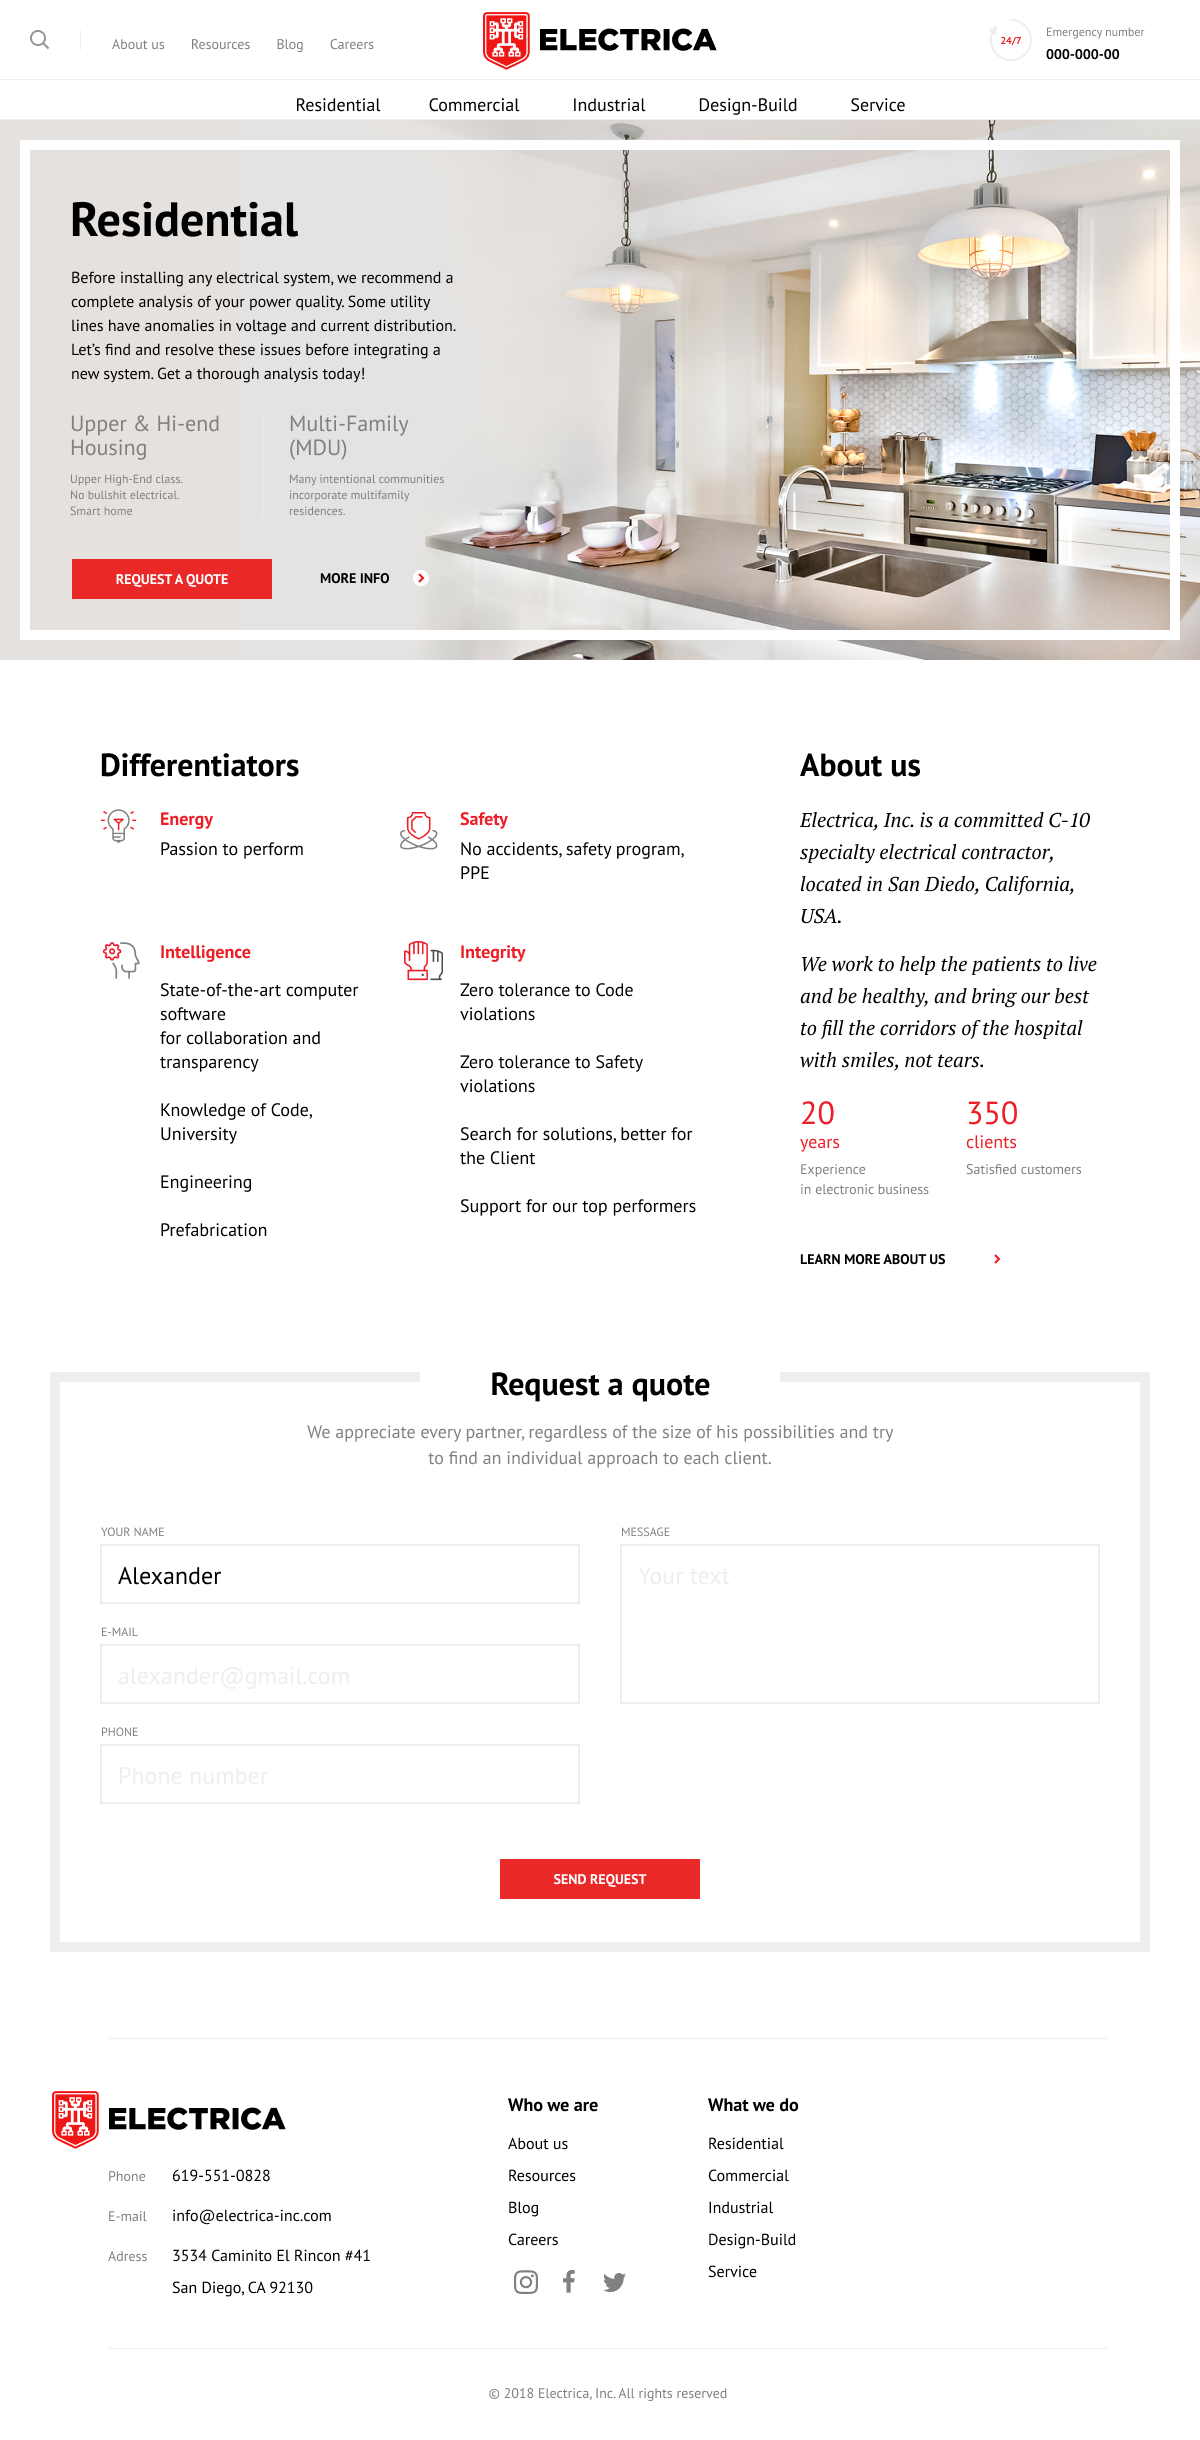 About us
Resources
Blog
Careers
ELECTRICA
24/7
Emergency number
000-000-00
Residential
Commercial
Industrial
Design-Build
Service
Residential
Before installing any electrical system, we recommend a
complete analysis of your power quality. Some utility
lines have anomalies in voltage and current distribution.
Let's find and resolve these issues before integrating a
new system. Get a thorough analysis today!
Upper & Hi-end
Housing
Upper High-End class.
No bullshit electrical.
Smart home
Multi-Family
(MDU)
Many intentional communities
incorporate multifamily
residences.
REQUEST A QUOTE
MORE INFO
Differentiators
Energy
Passion to perform
Safety
No accidents, safety program,
PPE
Intelligence
State-of-the-art computer
software
for collaboration and
transparency
Knowledge of Code,
University
Engineering
Prefabrication
Integrity
Zero tolerance to Code
violations
Zero tolerance to Safety
violations
Search for solutions, better for
the Client
Support for our top performers
About us
Electrica, Inc. is a committed C-10
specialty electrical contractor,
located in San Diedo, California,
USA.
We work to help the patients to live
and be healthy, and bring our best
to fill the corridors of the hospital
with smiles, not tears.
20
years
Experience
in electronic business
350
clients
Satisfied customers
LEARN MORE ABOUT US
Request a quote
We appreciate every partner, regardless of the size of his possibilities and try
to find an individual approach to each client.
YOUR NAME
Alexander
E-MAIL
alexander@gmail.com
PHONE
Phone number
MESSAGE
Your text
SEND REQUEST
ELECTRICA
Phone 619-551-0828
E-mail info@electrica-inc.com
Adress 3534 Caminito El Rincon #41
San Diego, CA 92130
Who we are
About us
Resources
Blog
Careers
What we do
Residential
Commercial
Industrial
Design-Build
Service
© 2018 Electrica, Inc. All rights reserved